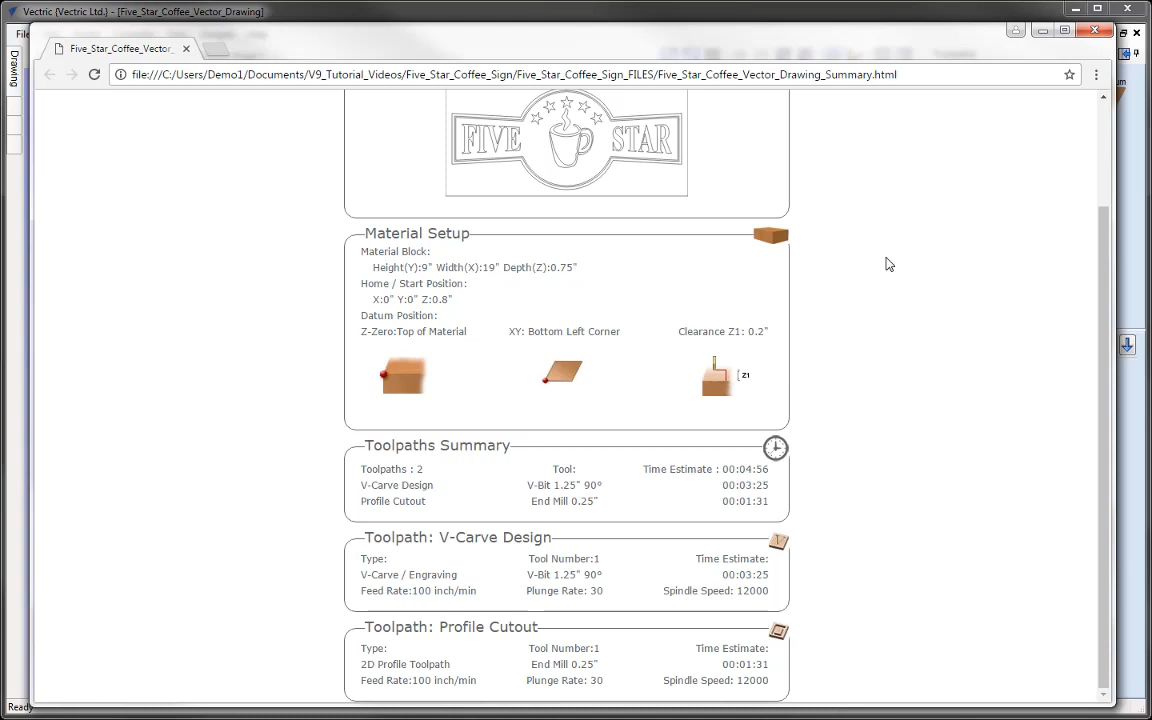 Vectric {Vectric Ltd.} - [Five_Star_Coffee_Vector_Drawing]
Drawing
Five_Star_Coffee_Vector_
file:///C:/Users/Demo1/Documents/V9_Tutorial_Videos/Five_Star_Coffee_Sign/Five_Star_Coffee_Sign_FILES/Five_Star_Coffee_Vector_Drawing_Summary.html
FIVE STAR
Material Setup
Material Block:
Height(Y):9" Width(X):19" Depth(Z):0.75"
Home / Start Position:
X:0" Y:0" Z:0.8"
Datum Position:
Z-Zero:Top of Material XY: Bottom Left Corner Clearance Z1: 0.2"
Z1
Toolpaths Summary
Toolpaths : 2 Tool: Time Estimate : 00:04:56
V-Carve Design V-Bit 1.25" 90º 00:03:25
Profile Cutout End Mill 0.25" 00:01:31
Toolpath: V-Carve Design
Type: Tool Number:1 Time Estimate:
V-Carve / Engraving V-Bit 1.25" 90º 00:03:25
Feed Rate:100 inch/min Plunge Rate: 30 Spindle Speed: 12000
Toolpath: Profile Cutout
Type: Tool Number:1 Time Estimate:
2D Profile Toolpath End Mill 0.25" 00:01:31
Feed Rate:100 inch/min Plunge Rate: 30 Spindle Speed: 12000
Ready